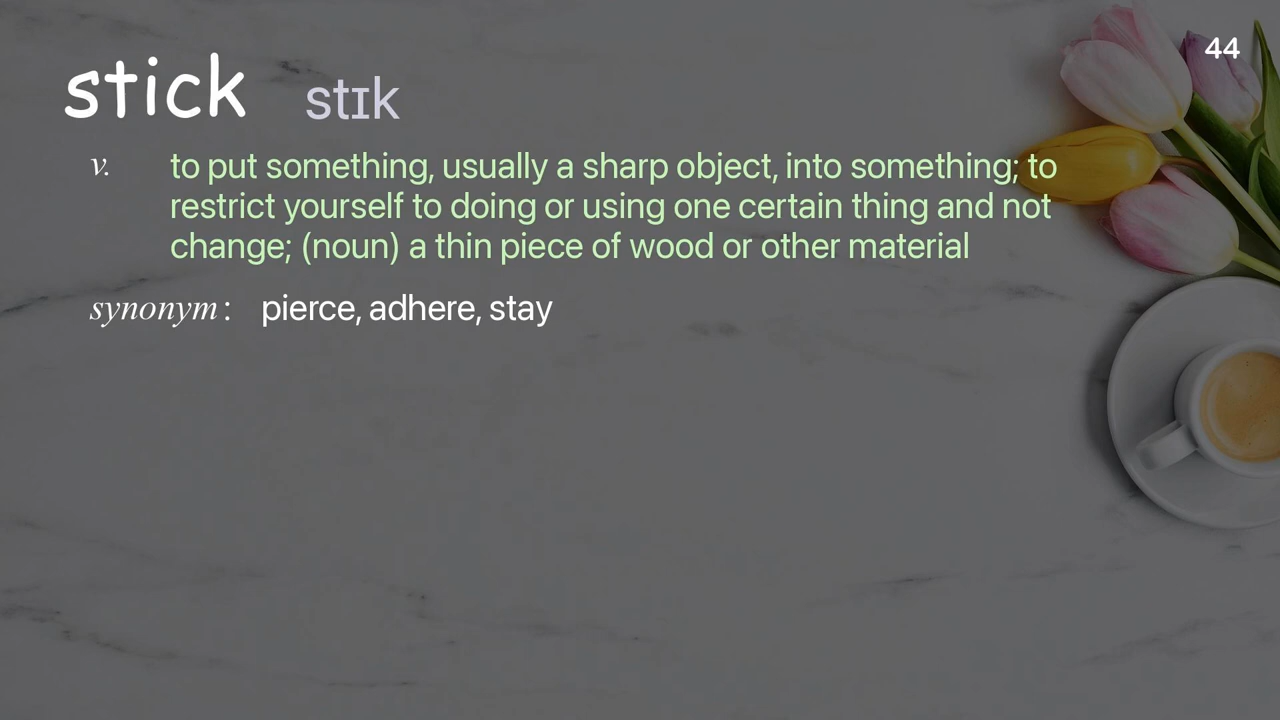 44
stick stɪk
v. to put something, usually a sharp object, into something; to
restrict yourself to doing or using one certain thing and not
change; (noun) a thin piece of wood or other material
synonym: pierce, adhere, stay